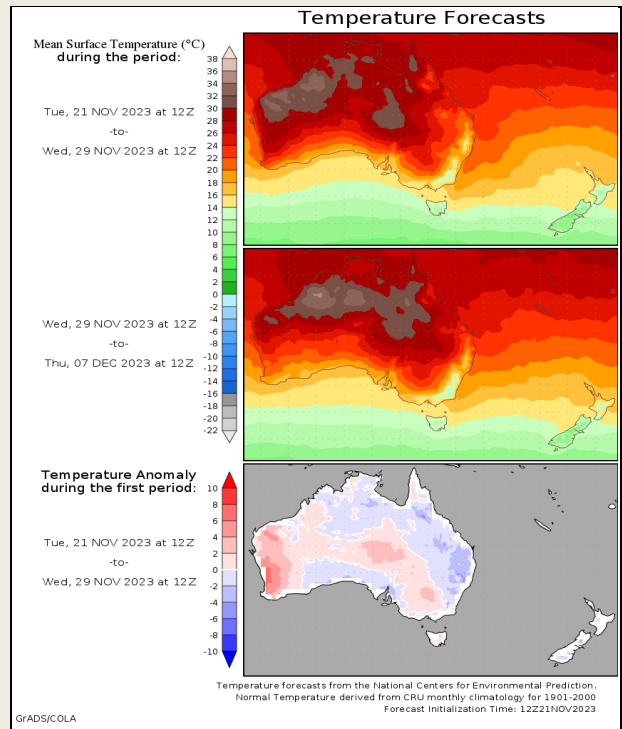 Temperature Forecasts
Mean Surface Temperature (°C)
during the period:
38
36
34
32
30
28
26
24
22
20
18
16
14
12
10
8
6
4
2
0
-2
-4
-6
-8
-10
-12
-14
-16
-18
-20
-22
Tue, 21 NOV 2023 at 12Z
-to-
Wed, 29 NOV 2023 at 12Z
Wed, 29 NOV 2023 at 12Z
-to-
Thu, 07 DEC 2023 at 12Z
Temperature Anomaly
during the first period:
10
8
6
4
2
0
-2
-4
-6
-8
-10
Tue, 21 NOV 2023 at 12Z
-to-
Wed, 29 NOV 2023 at 12Z
Temperature forecasts from the National Centers for Environmental Prediction.
Normal Temperature derived from CRU monthly climatology for 1901-2000
Forecast Initialization Time: 12Z21NOV2023
GrADS/COLA